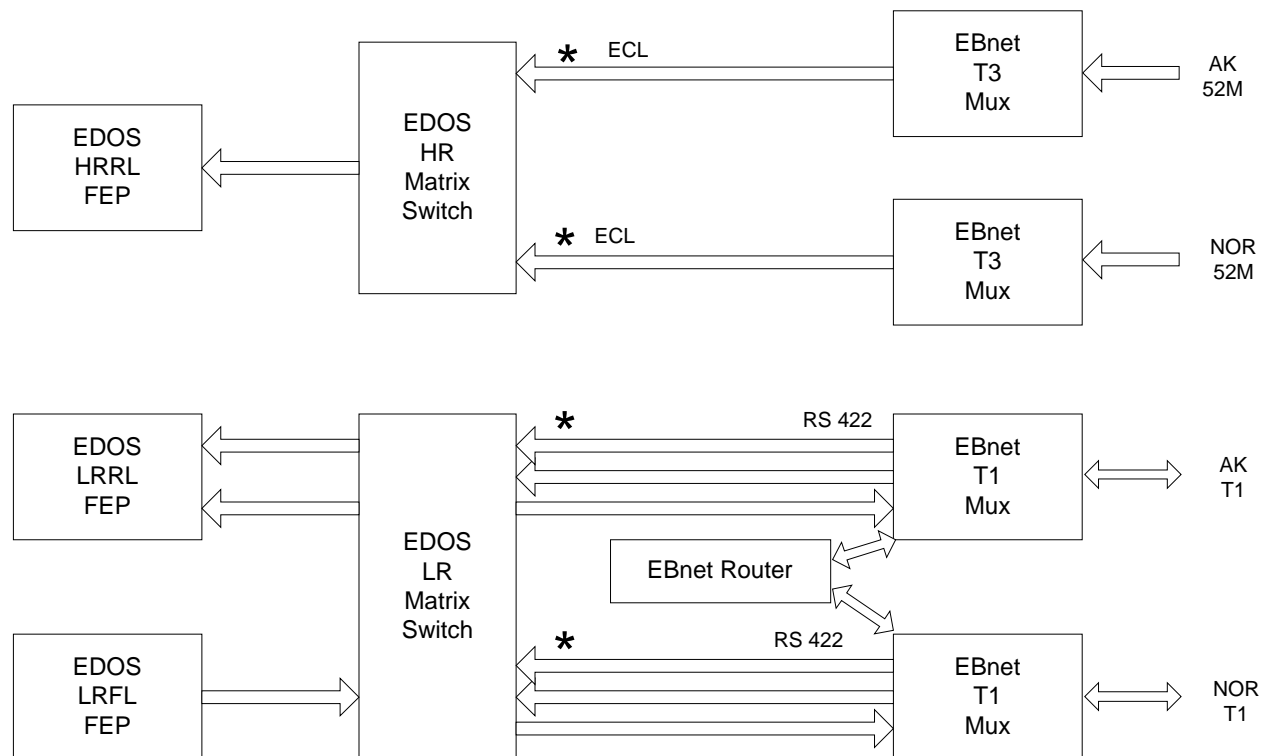 EDOS
HRRL
FEP
EDOS
HR
Matrix
Switch
* ECL
EBnet
T3
Mux
AK
52M
* ECL
EBnet
T3
Mux
NOR
52M
EDOS
LRRL
FEP
EDOS
LR
Matrix
Switch
* RS 422
EBnet
T1
Mux
AK
T1
EBnet Router
EDOS
LRFL
FEP
* RS 422
EBnet
T1
Mux
NOR
T1